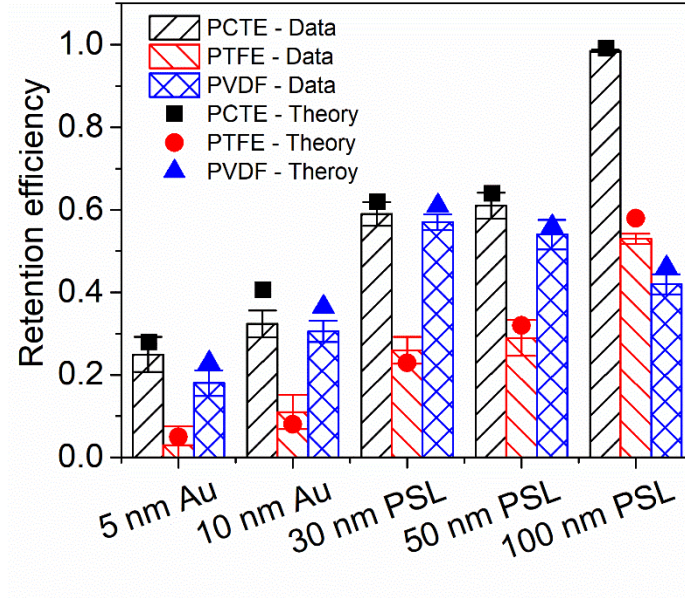 PCTE - Data
PTFE - Data
PVDF - Data
PCTE - Theory
PTFE - Theory
PVDF - Theroy
Retention efficiency
1.0
0.8
0.6
0.4
0.2
0.0
5 nm Au
10 nm Au
30 nm PSL
50 nm PSL
100 nm PSL